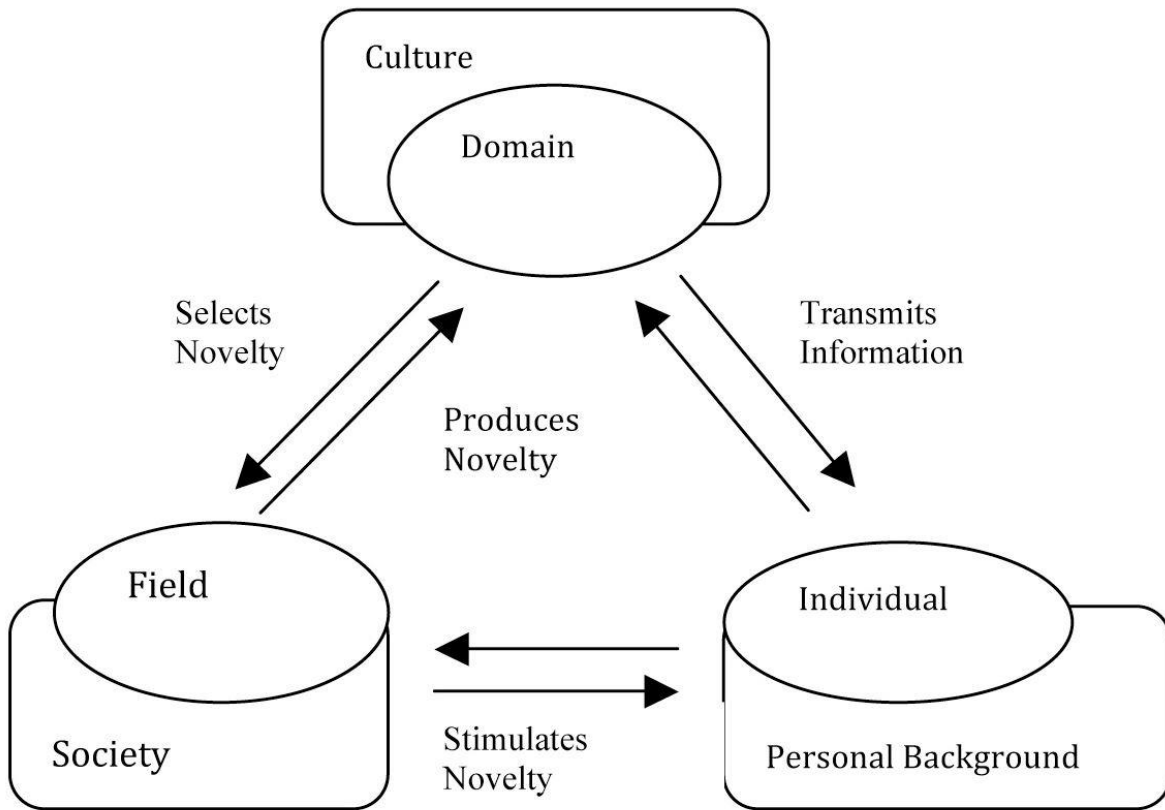 Culture
Domain
Selects
Novelty
Transmits
Information
Produces
Novelty
Field
Individual
Society
Stimulates
Novelty
Personal Background